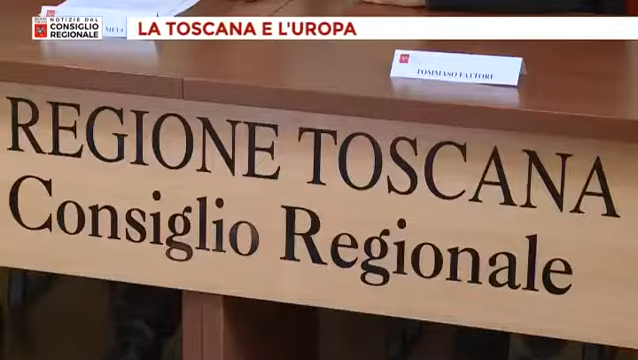 NOTIZIE DAL
CONSIGLIO
REGIONALE
LA TOSCANA E L'UROPA
TOMMASO FATTORI
REGIONE TOSCANA
Consiglio Regionale